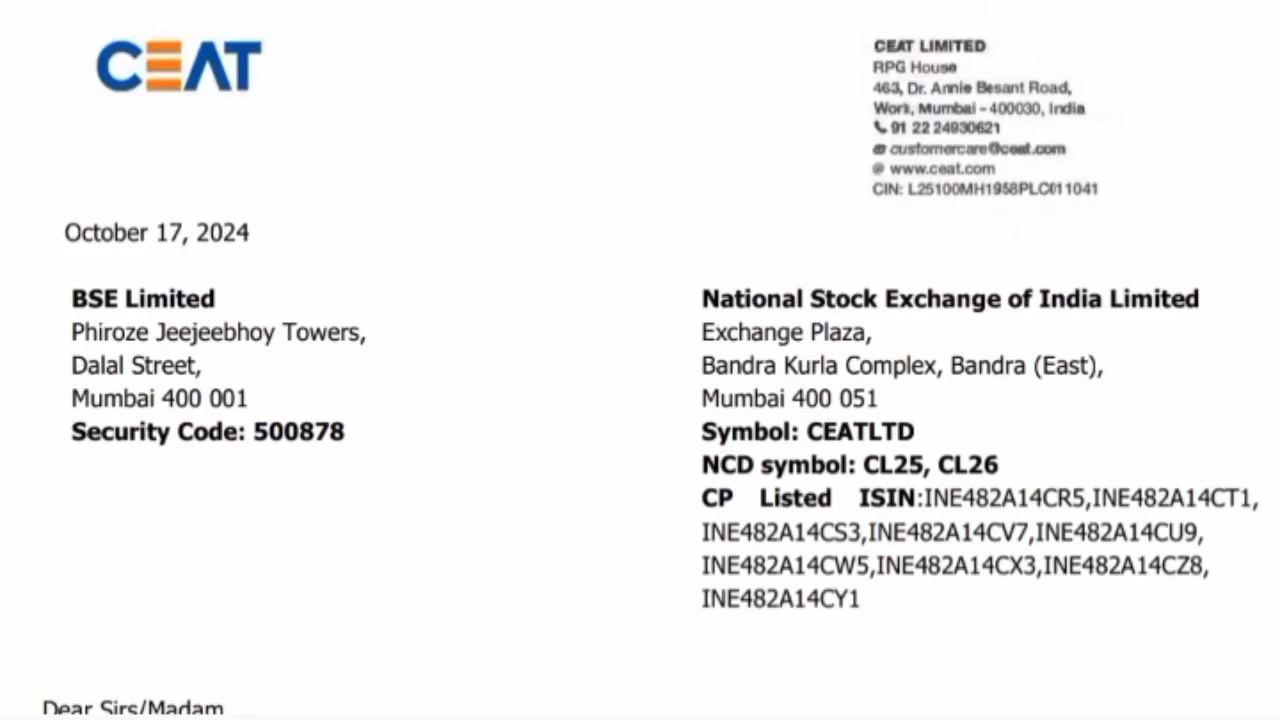 CEAT
CEAT LIMITED
RPG House
463, Dr. Annie Besant Road,
Worli, Mumbai - 400030, India
91 22 24930621
customercare@ceat.com
@ www.ceat.com
CIN: L25100MH1958PLC011041
October 17, 2024
BSE Limited
Phiroze Jeejeebhoy Towers,
Dalal Street,
Mumbai 400 001
Security Code: 500878
National Stock Exchange of India Limited
Exchange Plaza,
Bandra Kurla Complex, Bandra (East),
Mumbai 400 051
Symbol: CEATLTD
NCD symbol: CL25, CL26
CP Listed ISIN:INE482A14CR5,INE482A14CT1,
INE482A14CS3,INE482A14CV7,INE482A14CU9,
INE482A14CW5,INE482A14CX3,INE482A14CZ8,
INE482A14CY1
Dear Sirs/Madam